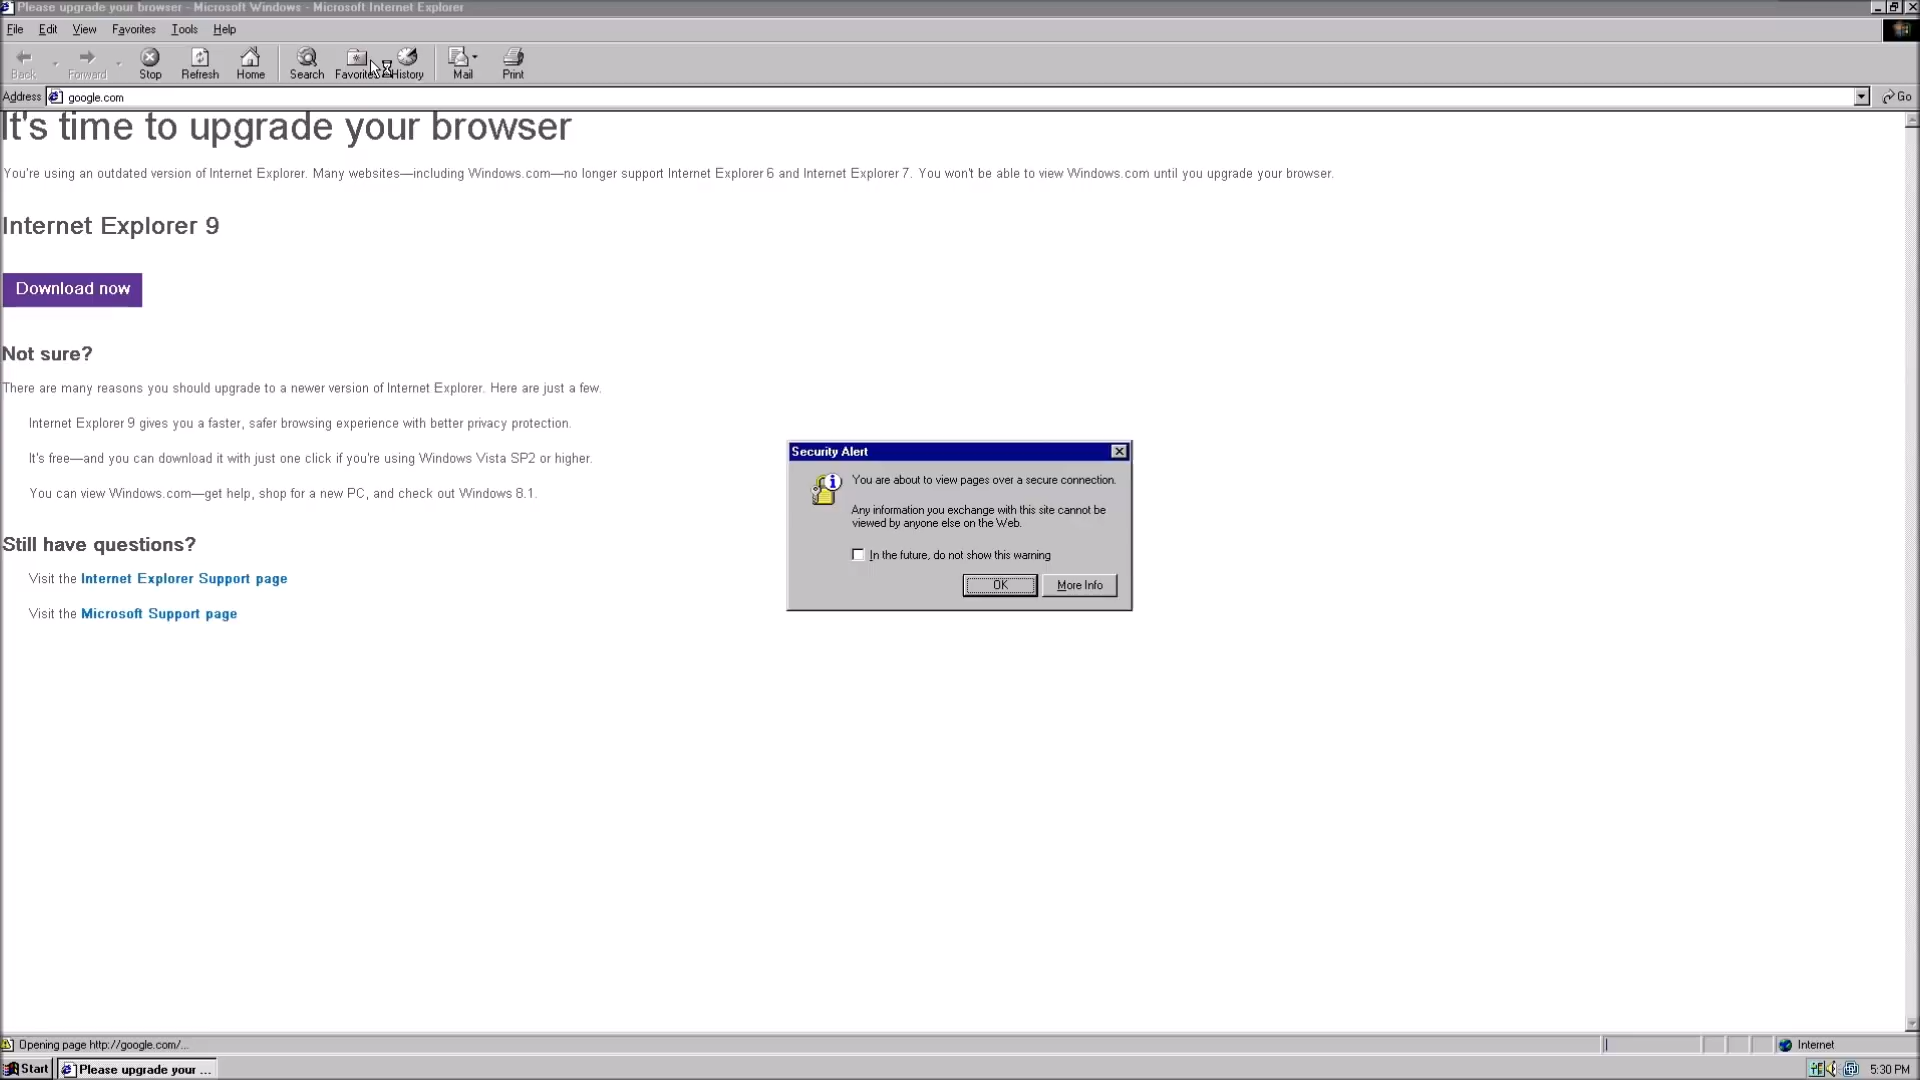 Please upgrade your browser - Microsoft Windows - Microsoft Internet Explorer
File Edit View Favorites Tools Help
Back Forward Stop Refresh Home Search Favorites History Mail Print
Address google.com Go
It's time to upgrade your browser
You're using an outdated version of Internet Explorer. Many websites—including Windows.com—no longer support Internet Explorer 6 and Internet Explorer 7. You won't be able to view Windows.com until you upgrade your browser.
Internet Explorer 9
Download now
Not sure?
There are many reasons you should upgrade to a newer version of Internet Explorer. Here are just a few.
Internet Explorer 9 gives you a faster, safer browsing experience with better privacy protection.
It's free—and you can download it with just one click if you're using Windows Vista SP2 or higher.
You can view Windows.com—get help, shop for a new PC, and check out Windows 8.1.
Still have questions?
Visit the Internet Explorer Support page
Visit the Microsoft Support page
Security Alert
You are about to view pages over a secure connection.
Any information you exchange with this site cannot be
viewed by anyone else on the Web.
In the future, do not show this warning
OK More Info
Opening page http://google.com/... Internet
Start Please upgrade your ... 5:30 PM